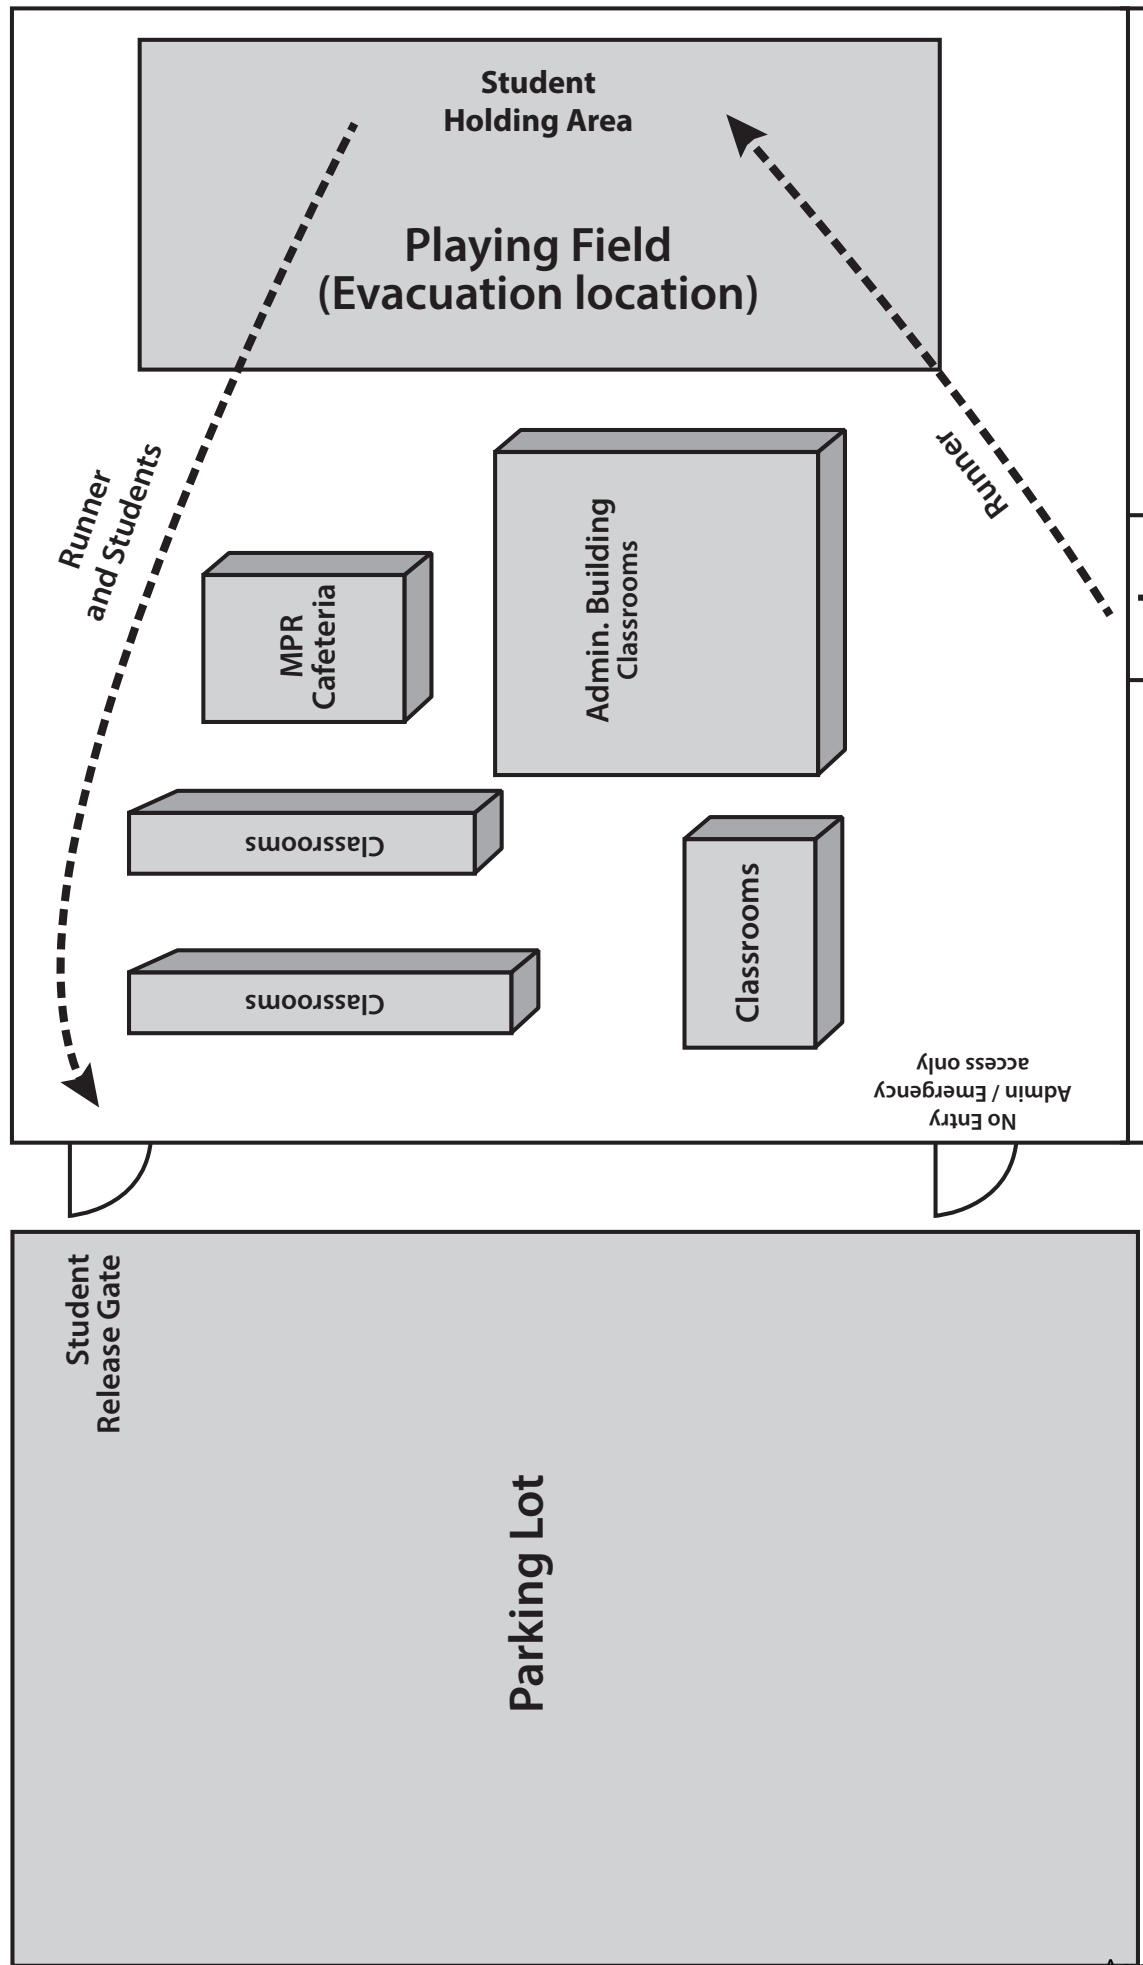 Student
Holding Area
Playing Field
(Evacuation location)
Runner
and Students
Runner
MPR
Cafeteria
Admin. Building
Classrooms
Classrooms
Classrooms
Classrooms
No Entry
Admin / Emergency
access only
Student
Release Gate
Parking Lot